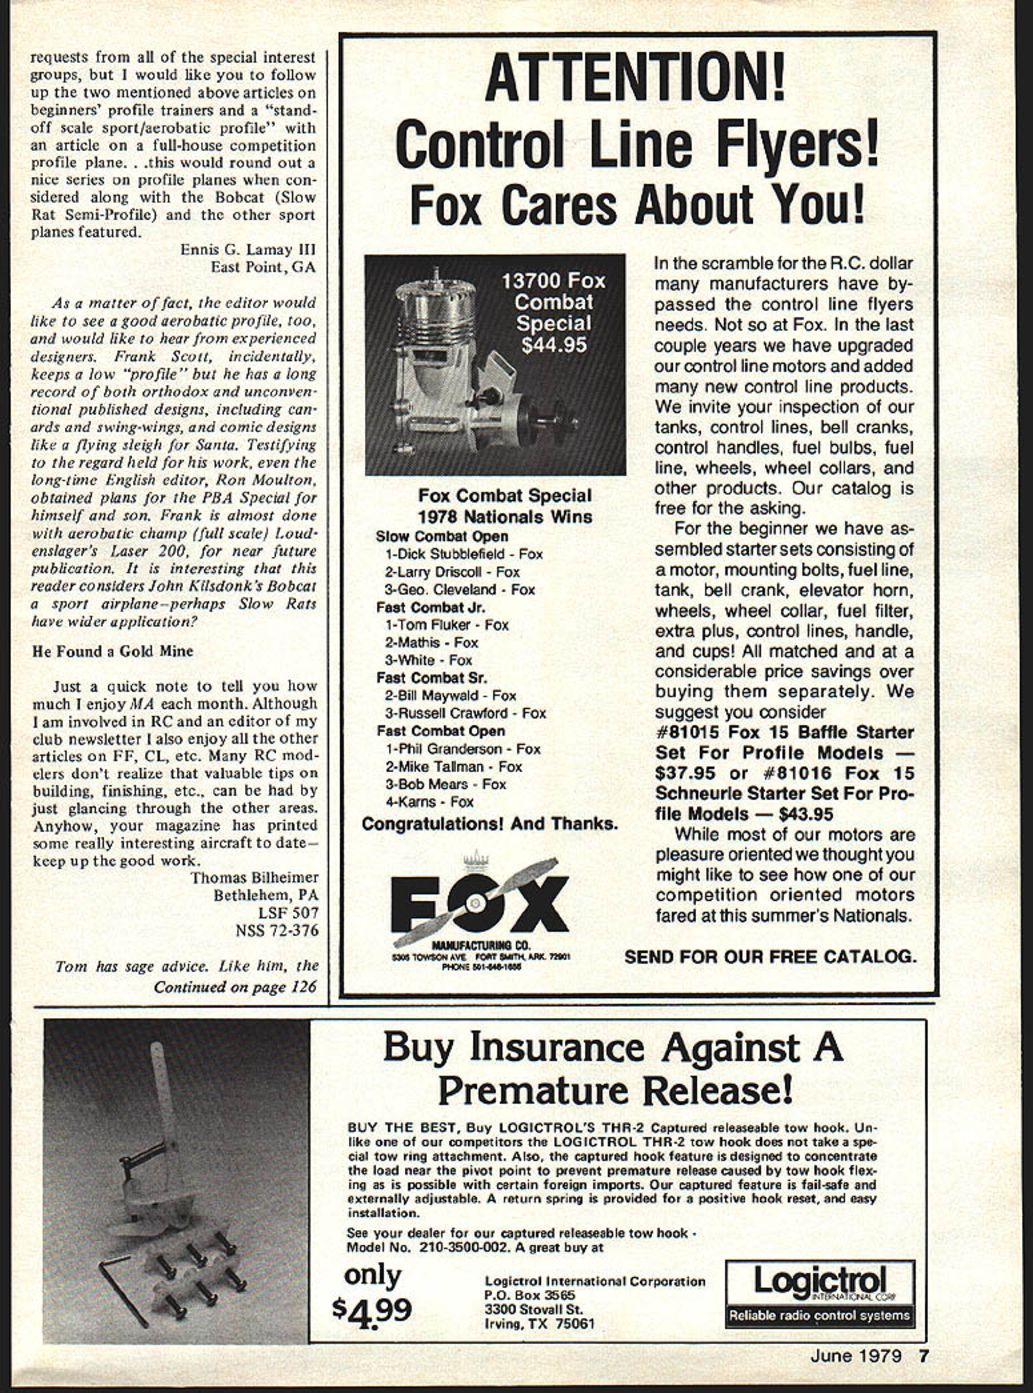 requests from all of the special interest
groups, but I would like you to follow
up the two mentioned above articles on
beginners' profile trainers and a "stand-
off scale sport/aerobatic profile" with
an article on a full-house competition
profile plane. . .this would round out a
nice series on profile planes when con-
sidered along with the Bobcat (Slow
Rat Semi-Profile) and the other sport
planes featured.
Ennis G. Lamay III
East Point, GA
As a matter of fact, the editor would
like to see a good aerobatic profile, too,
and would like to hear from experienced
designers. Frank Scott, incidentally,
keeps a low "profile" but he has a long
record of both orthodox and unconven-
tional published designs, including can-
ards and swing-wings, and comic designs
like a flying sleigh for Santa. Testifying
to the regard held for his work, even the
long-time English editor, Ron Moulton,
obtained plans for the PBA Special for
himself and son. Frank is almost done
with aerobatic champ (full scale) Loud-
enslager's Laser 200, for near future
publication. It is interesting that this
reader considers John Kilsdonk's Bobcat
a sport airplane—perhaps Slow Rats
have wider application?
He Found a Gold Mine
Just a quick note to tell you how
much I enjoy MA each month. Although
I am involved in RC and an editor of my
club newsletter I also enjoy all the other
articles on FF, CL, etc. Many RC mod-
elers don't realize that valuable tips on
building, finishing, etc., can be had by
just glancing through the other areas.
Anyhow, your magazine has printed
some really interesting aircraft to date—
keep up the good work.
Thomas Bilheimer
Bethlehem, PA
LSF 507
NSS 72-376
Tom has sage advice. Like him, the
Continued on page 126
ATTENTION!
Control Line Flyers!
Fox Cares About You!
13700 Fox
Combat
Special
$44.95
Fox Combat Special
1978 Nationals Wins
Slow Combat Open
1-Dick Stubblefield - Fox
2-Larry Driscoll - Fox
3-Geo. Cleveland - Fox
Fast Combat Jr.
1-Tom Fluker - Fox
2-Mathis - Fox
3-White - Fox
Fast Combat Sr.
2-Bill Maywald - Fox
3-Russell Crawford - Fox
Fast Combat Open
1-Phil Granderson - Fox
2-Mike Tallman - Fox
3-Bob Mears - Fox
4-Karns - Fox
Congratulations! And Thanks.
FOX
MANUFACTURING CO.
5305 TOWSON AVE. FORT SMITH, ARK. 72901
PHONE 501-646-1656
In the scramble for the R.C. dollar
many manufacturers have by-
passed the control line flyers
needs. Not so at Fox. In the last
couple years we have upgraded
our control line motors and added
many new control line products.
We invite your inspection of our
tanks, control lines, bell cranks,
control handles, fuel bulbs, fuel
line, wheels, wheel collars, and
other products. Our catalog is
free for the asking.
For the beginner we have as-
sembled starter sets consisting of
a motor, mounting bolts, fuel line,
tank, bell crank, elevator horn,
wheels, wheel collar, fuel filter,
extra plus, control lines, handle,
and cups! All matched and at a
considerable price savings over
buying them separately. We
suggest you consider
#81015 Fox 15 Baffle Starter
Set For Profile Models —
$37.95 or #81016 Fox 15
Schneurle Starter Set For Pro-
file Models — $43.95
While most of our motors are
pleasure oriented we thought you
might like to see how one of our
competition oriented motors
fared at this summer's Nationals.
SEND FOR OUR FREE CATALOG.
Buy Insurance Against A
Premature Release!
BUY THE BEST, Buy LOGICTROL'S THR-2 Captured releaseable tow hook. Un-
like one of our competitors the LOGICTROL THR-2 tow hook does not take a spe-
cial tow ring attachment. Also, the captured hook feature is designed to concentrate
the load near the pivot point to prevent premature release caused by tow hook flex-
ing as is possible with certain foreign imports. Our captured feature is fail-safe and
externally adjustable. A return spring is provided for a positive hook reset, and easy
installation.
See your dealer for our captured releaseable tow hook -
Model No. 210-3500-002. A great buy at
only
$4.99
Logictrol International Corporation
P.O. Box 3565
3300 Stovall St.
Irving, TX 75061
Logictrol
INTERNATIONAL CORP.
Reliable radio control systems
June 1979 7